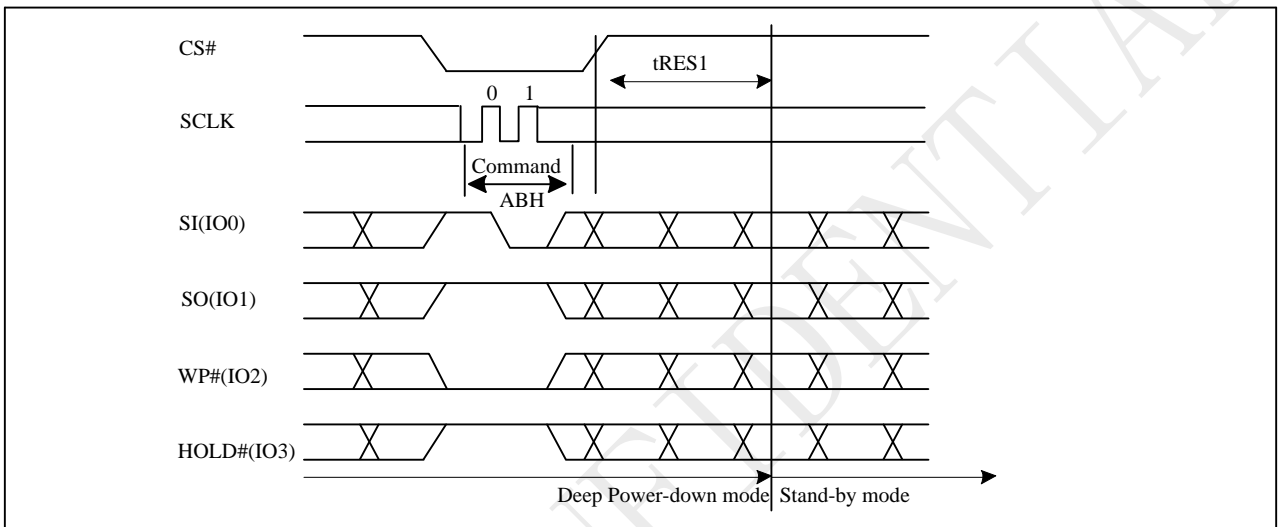 CS#
tRES1
0 1
SCLK
Command
ABH
SI(IO0)
SO(IO1)
WP#(IO2)
HOLD#(IO3)
Deep Power-down mode Stand-by mode